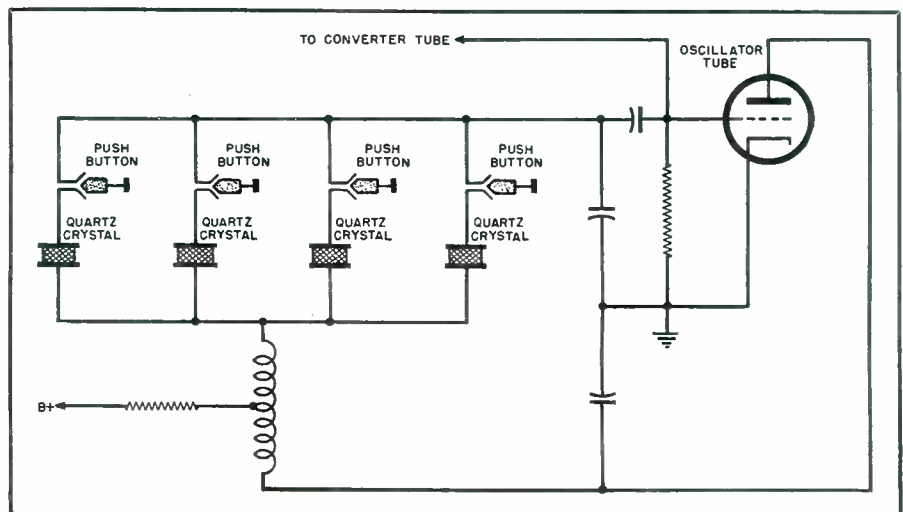 TO CONVERTER TUBE
OSCILLATOR
TUBE
PUSH
BUTTON
PUSH
BUTTON
PUSH
BUTTON
PUSH
BUTTON
QUARTZ
CRYSTAL
QUARTZ
CRYSTAL
QUARTZ
CRYSTAL
QUARTZ
CRYSTAL
B+